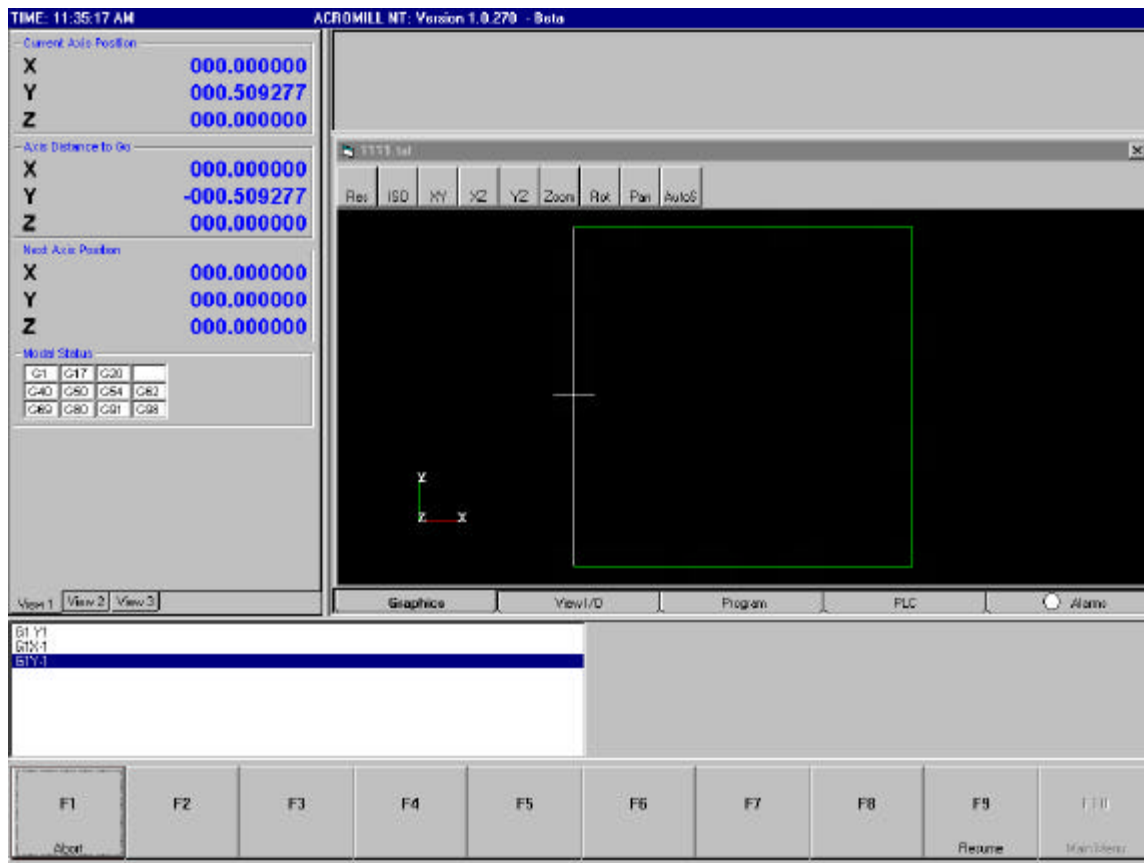 TIME: 11:35:17 AM ACROMILL NT: Version 1.0.270 - Beta
Current Axis Position
X 000.000000
Y 000.509277
Z 000.000000
Axis Distance to Go
X 000.000000
Y -000.509277
Z 000.000000
Next Axis Position
X 000.000000
Y 000.000000
Z 000.000000
Modal Status
G1 G17 G20
G40 G50 G54 G62
G69 G80 G91 G98
View 1 View 2 View 3
1111.txt
Res ISO XY XZ YZ Zoom Rot Pan AutoS
Y
Z X
Graphics View I/O Program PLC Alarms
G1 Y1
G1X-1
G1Y-1
F1 F2 F3 F4 F5 F6 F7 F8 F9 F10
Abort Resume Main Menu